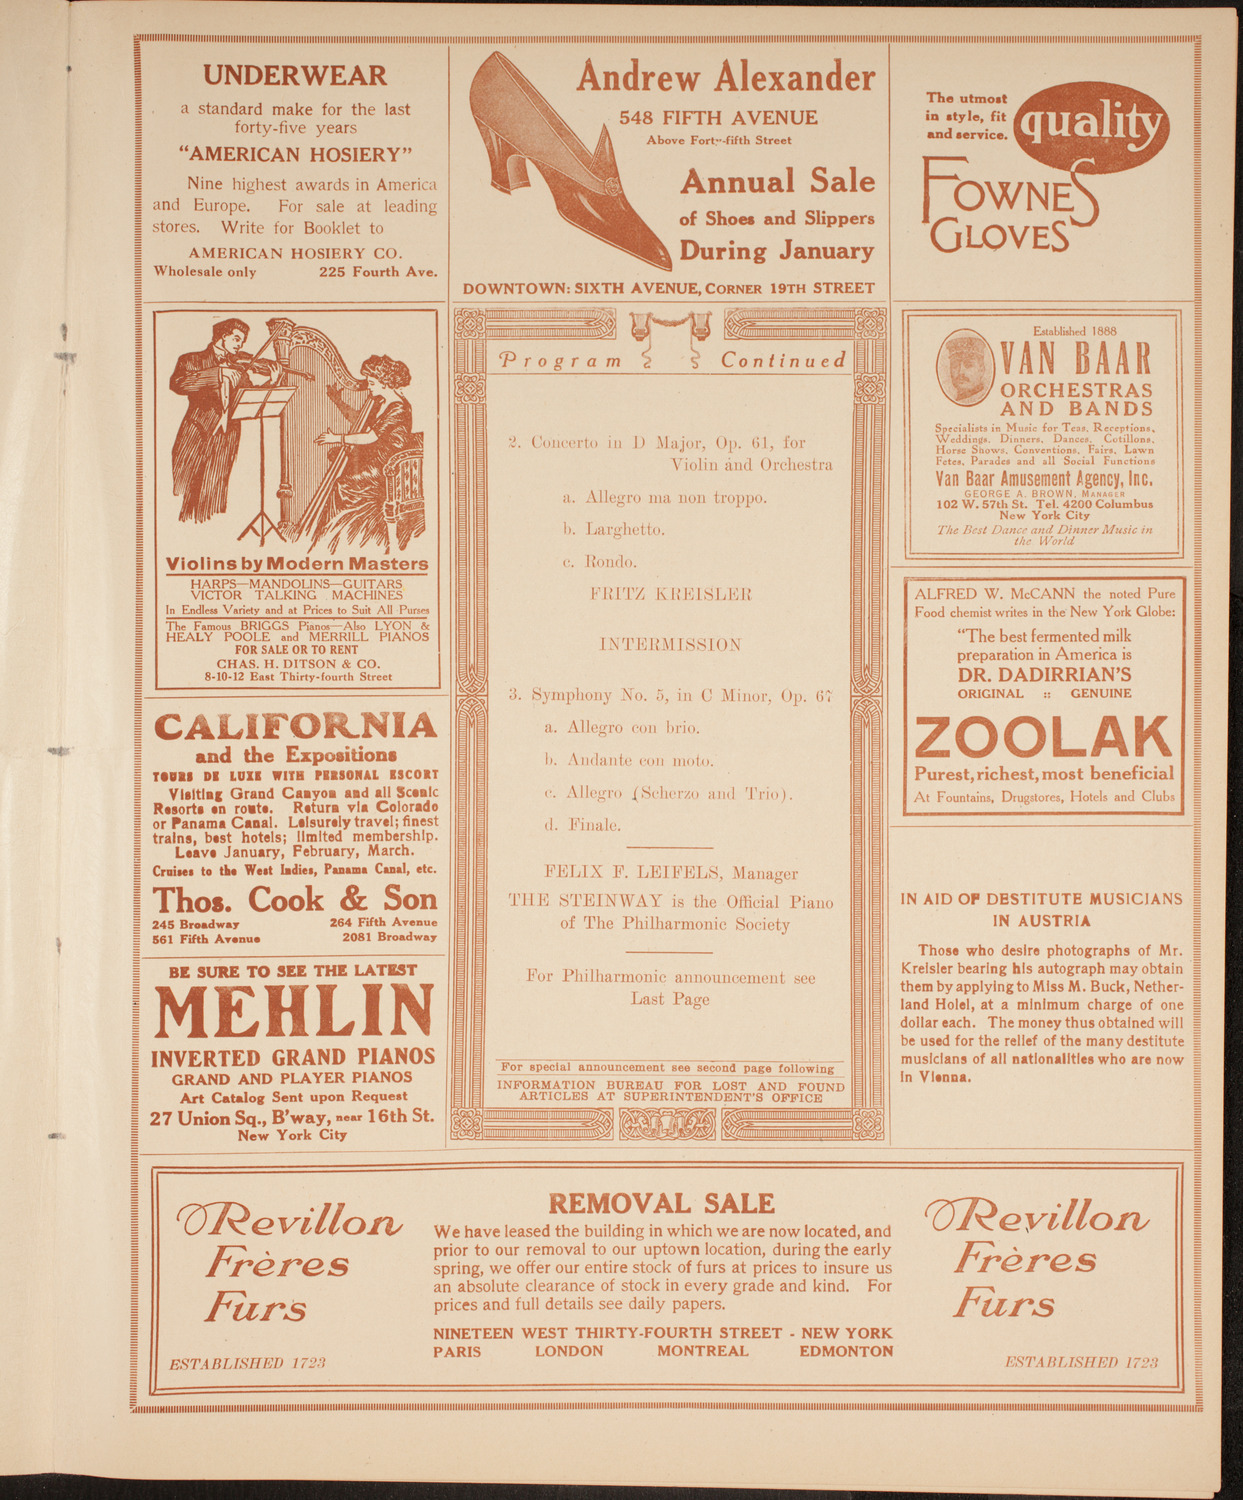 UNDERWEAR
a standard make for the last
forty-five years
"AMERICAN HOSIERY"
Nine highest awards in America
and Europe. For sale at leading
stores. Write for Booklet to
AMERICAN HOSIERY CO.
Wholesale only 225 Fourth Ave.
Andrew Alexander
548 FIFTH AVENUE
Above Forty-fifth Street
Annual Sale
of Shoes and Slippers
During January
DOWNTOWN: SIXTH AVENUE, CORNER 19TH STREET
The utmost
in style, fit
and service.
quality
FOWNES
GLOVES
Violins by Modern Masters
HARPS—MANDOLINS—GUITARS
VICTOR TALKING MACHINES
In Endless Variety and at Prices to Suit All Purses
The Famous BRIGGS Pianos—Also LYON &
HEALY POOLE and MERRILL PIANOS
FOR SALE OR TO RENT
CHAS. H. DITSON & CO.
8-10-12 East Thirty-fourth Street
CALIFORNIA
and the Expositions
TOURS DE LUXE WITH PERSONAL ESCORT
Visiting Grand Canyon and all Scenic
Resorts en route. Return via Colorado
or Panama Canal. Leisurely travel; finest
trains, best hotels; limited membership.
Leave January, February, March.
Cruises to the West Indies, Panama Canal, etc.
Thos. Cook & Son
245 Broadway 264 Fifth Avenue
561 Fifth Avenue 2081 Broadway
BE SURE TO SEE THE LATEST
MEHLIN
INVERTED GRAND PIANOS
GRAND AND PLAYER PIANOS
Art Catalog Sent upon Request
27 Union Sq., B'way, near 16th St.
New York City
Program Continued
2. Concerto in D Major, Op. 61, for
Violin and Orchestra
a. Allegro ma non troppo.
b. Larghetto.
c. Rondo.
FRITZ KREISLER
INTERMISSION
3. Symphony No. 5, in C Minor, Op. 67
a. Allegro con brio.
b. Andante con moto.
c. Allegro (Scherzo and Trio).
d. Finale.
FELIX F. LEIFELS, Manager
THE STEINWAY is the Official Piano
of The Philharmonic Society
For Philharmonic announcement see
Last Page
For special announcement see second page following
INFORMATION BUREAU FOR LOST AND FOUND
ARTICLES AT SUPERINTENDENT'S OFFICE
Established 1888
VAN BAAR
ORCHESTRAS
AND BANDS
Specialists in Music for Teas, Receptions,
Weddings, Dinners, Dances, Cotillons,
Horse Shows, Conventions, Fairs, Lawn
Fetes, Parades and all Social Functions
Van Baar Amusement Agency, Inc.
GEORGE A. BROWN, MANAGER
102 W. 57th St. Tel. 4200 Columbus
New York City
The Best Dance and Dinner Music in
the World
ALFRED W. McCANN the noted Pure
Food chemist writes in the New York Globe:
"The best fermented milk
preparation in America is
DR. DADIRRIAN'S
ORIGINAL :: GENUINE
ZOOLAK
Purest, richest, most beneficial
At Fountains, Drugstores, Hotels and Clubs
IN AID OF DESTITUTE MUSICIANS
IN AUSTRIA
Those who desire photographs of Mr.
Kreisler bearing his autograph may obtain
them by applying to Miss M. Buck, Nether-
land Hotel, at a minimum charge of one
dollar each. The money thus obtained will
be used for the relief of the many destitute
musicians of all nationalities who are now
in Vienna.
Revillon
Frères
Furs
ESTABLISHED 1723
REMOVAL SALE
We have leased the building in which we are now located, and
prior to our removal to our uptown location, during the early
spring, we offer our entire stock of furs at prices to insure us
an absolute clearance of stock in every grade and kind. For
prices and full details see daily papers.
NINETEEN WEST THIRTY-FOURTH STREET - NEW YORK
PARIS LONDON MONTREAL EDMONTON
Revillon
Frères
Furs
ESTABLISHED 1723